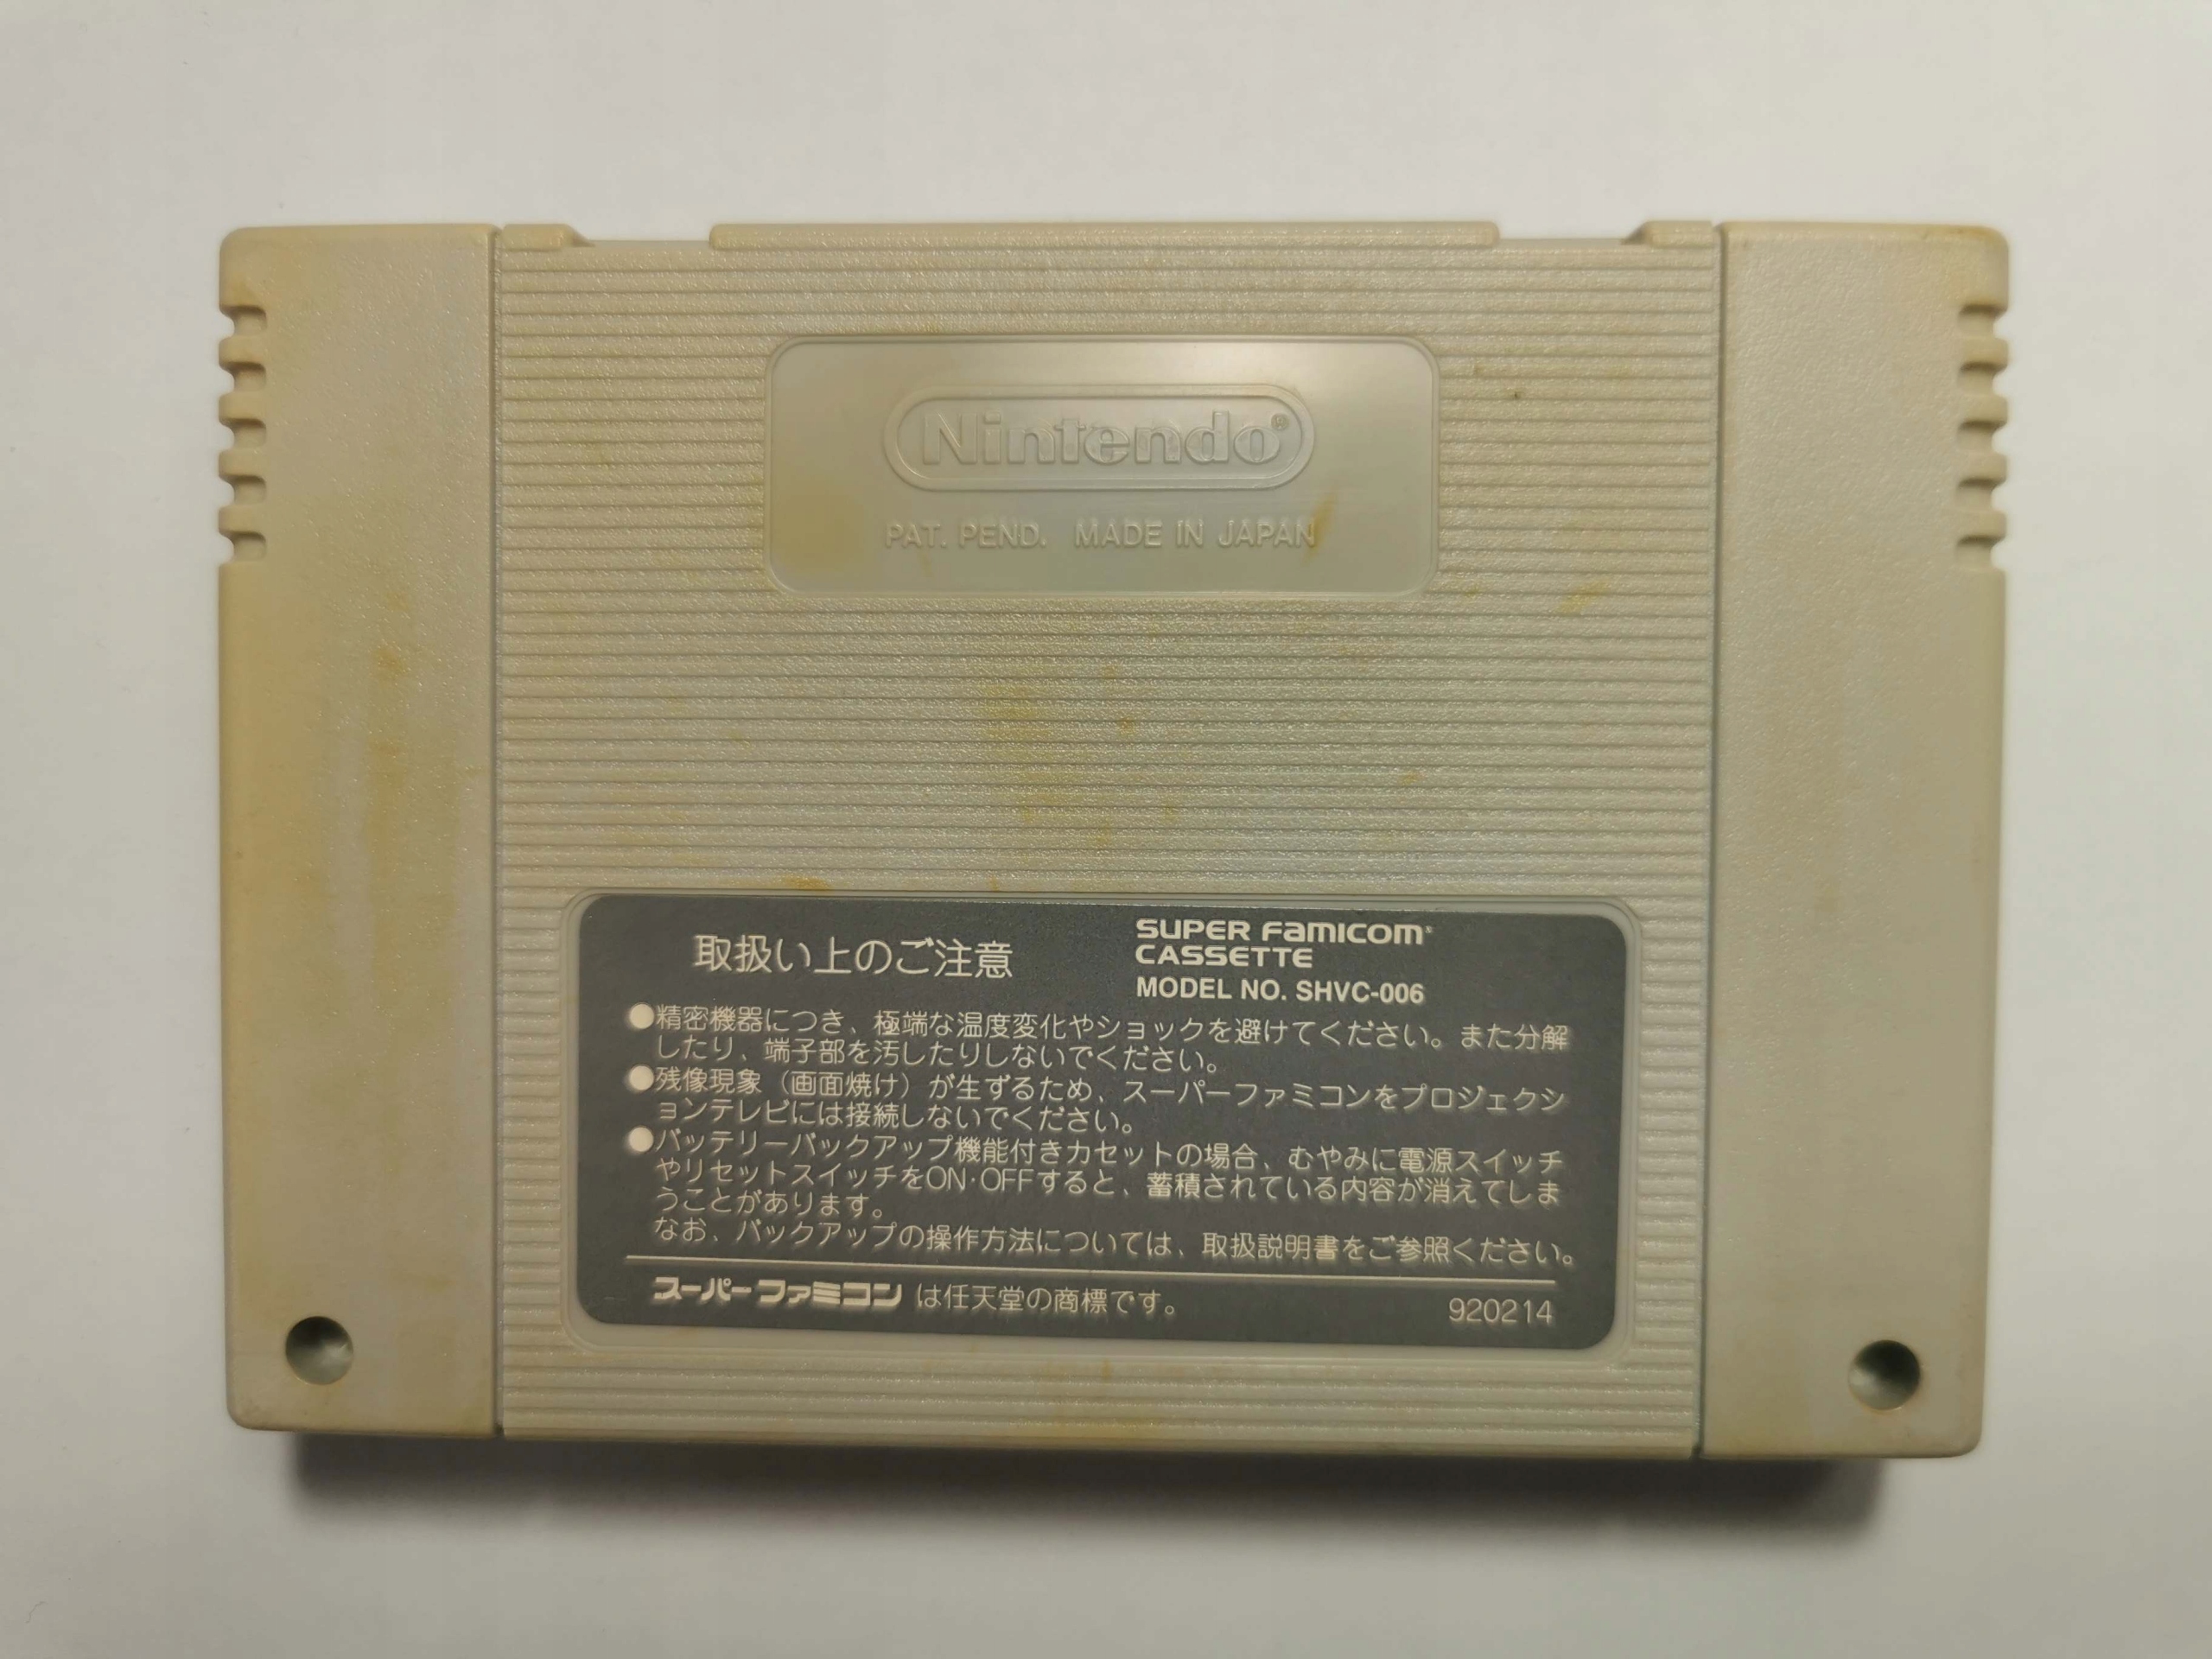 Nintendo®
PAT. PEND. MADE IN JAPAN
取扱い上のご注意
SUPER FAMICOM
CASSETTE
MODEL NO. SHVC-006
●精密機器につき、極端な温度変化やショックを避けてください。また分解
したり、端子部を汚したりしないでください。
●残像現象（画面焼け）が生ずるため、スーパーファミコンをプロジェクシ
ョンテレビには接続しないでください。
●バッテリーバックアップ機能付きカセットの場合、むやみに電源スイッチ
やリセットスイッチをON·OFFすると、蓄積されている内容が消えてしま
うことがあります。
なお、バックアップの操作方法については、取扱説明書をご参照ください。
スーパーファミコン は任天堂の商標です。
920214